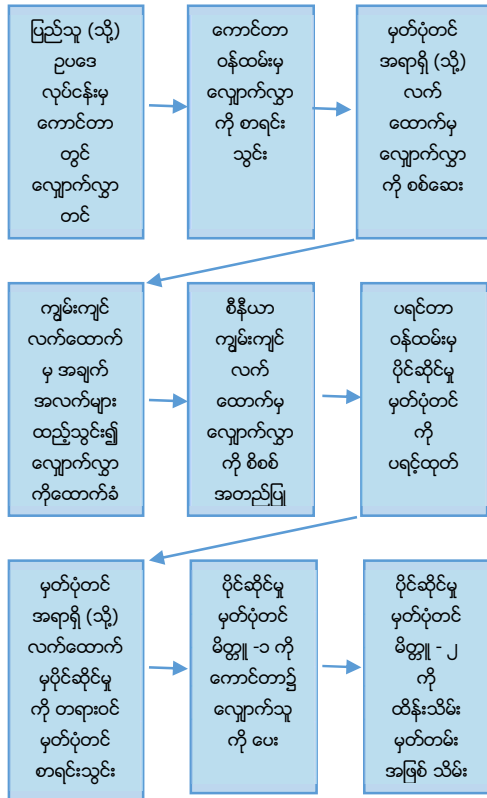 ပြည်သူ (သို့)
ဥပဒေ
လုပ်ငန်းမှ
ကောင်တာ
တွင်
လျှောက်လွှာ
တင်
ကောင်တာ
ဝန်ထမ်းမှ
လျှောက်လွှာ
ကို စာရင်း
သွင်း
မှတ်ပုံတင်
အရာရှိ (သို့)
လက်
ထောက်မှ
လျှောက်လွှာ
ကို စစ်ဆေး
ကျွမ်းကျင်
လက်ထောက်
မှ အချက်
အလက်များ
ထည့်သွင်း၍
လျှောက်လွှာ
ကိုထောက်ခံ
စီနီယာ
ကျွမ်းကျင်
လက်
ထောက်မှ
လျှောက်လွှာ
ကို စိစစ်
အတည်ပြု
ပရင်တာ
ဝန်ထမ်းမှ
ပိုင်ဆိုင်မှု
မှတ်ပုံတင်
ကို
ပရင့်ထုတ်
မှတ်ပုံတင်
အရာရှိ (သို့)
လက်ထောက်
မှပိုင်ဆိုင်မှု
ကို တရားဝင်
မှတ်ပုံတင်
စာရင်းသွင်း
ပိုင်ဆိုင်မှု
မှတ်ပုံတင်
မိတ္တူ -၁ ကို
ကောင်တာ၌
လျှောက်သူ
ကို ပေး
ပိုင်ဆိုင်မှု
မှတ်ပုံတင်
မိတ္တူ - ၂
ကို
ထိန်းသိမ်း
မှတ်တမ်း
အဖြစ် သိမ်း